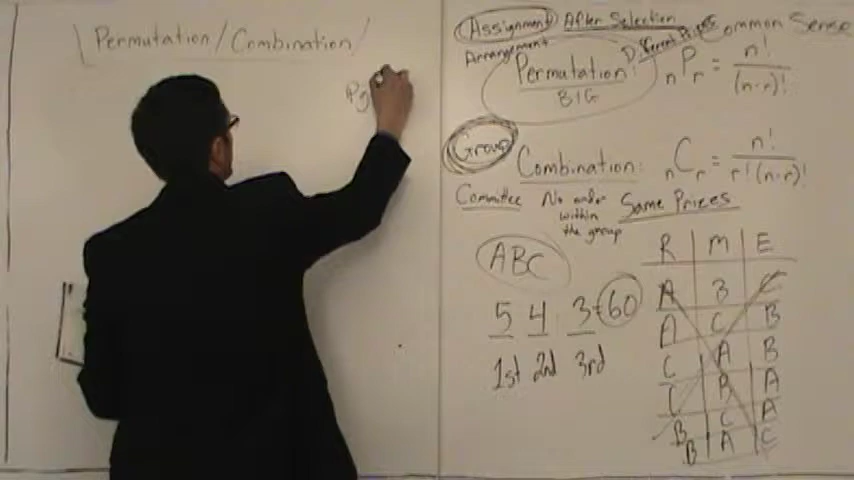 Permutation/Combination/
Pg
Assignment After Selection
Common Sense
Arrangement
Different Prizes
Permutation:
BIG
nPr = n!
(n-r)!
Group
Combination:
nCr = n!
r!(n-r)!
Committee
No order
within
the group
Same Prizes
ABC
5 4 3 = 60
1st 2nd 3rd
R M E
A B C
A C B
C A B
C B A
B C A
B A C